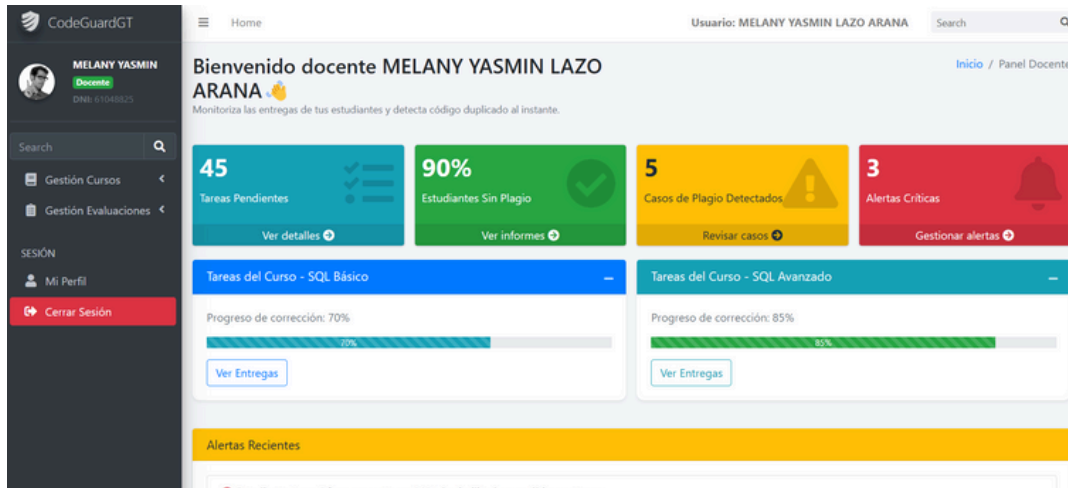 CodeGuardGT
Home
Usuario: MELANY YASMIN LAZO ARANA
Search
MELANY YASMIN
Docente
DNI: 61048825
Search
Gestión Cursos
Gestión Evaluaciones
SESIÓN
Mi Perfil
Cerrar Sesión
Bienvenido docente MELANY YASMIN LAZO
ARANA👋
Monitoriza las entregas de tus estudiantes y detecta código duplicado al instante.
Inicio / Panel Docente
45
Tareas Pendientes
Ver detalles
90%
Estudiantes Sin Plagio
Ver informes
5
Casos de Plagio Detectados
Revisar casos
3
Alertas Críticas
Gestionar alertas
Tareas del Curso - SQL Básico
Progreso de corrección: 70%
70%
Ver Entregas
Tareas del Curso - SQL Avanzado
Progreso de corrección: 85%
85%
Ver Entregas
Alertas Recientes